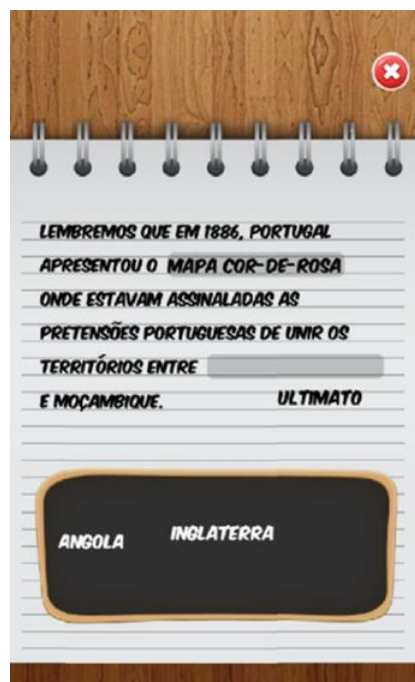 LEMBREMOS QUE EM 1886, PORTUGAL
APRESENTOU O MAPA COR-DE-ROSA
ONDE ESTAVAM ASSINALADAS AS
PRETENSÕES PORTUGUESAS DE UNIR OS
TERRITÓRIOS ENTRE
E MOÇAMBIQUE. ULTIMATO
ANGOLA INGLATERRA